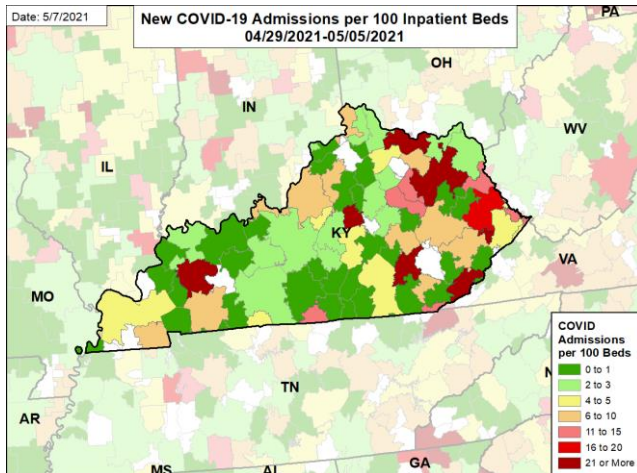 Date: 5/7/2021
New COVID-19 Admissions per 100 Inpatient Beds
04/29/2021-05/05/2021
PA
OH
IN
WV
IL
KY
VA
MO
TN
AR
MS
AL
GA
COVID
Admissions
per 100 Beds
0 to 1
2 to 3
4 to 5
6 to 10
11 to 15
16 to 20
21 or More